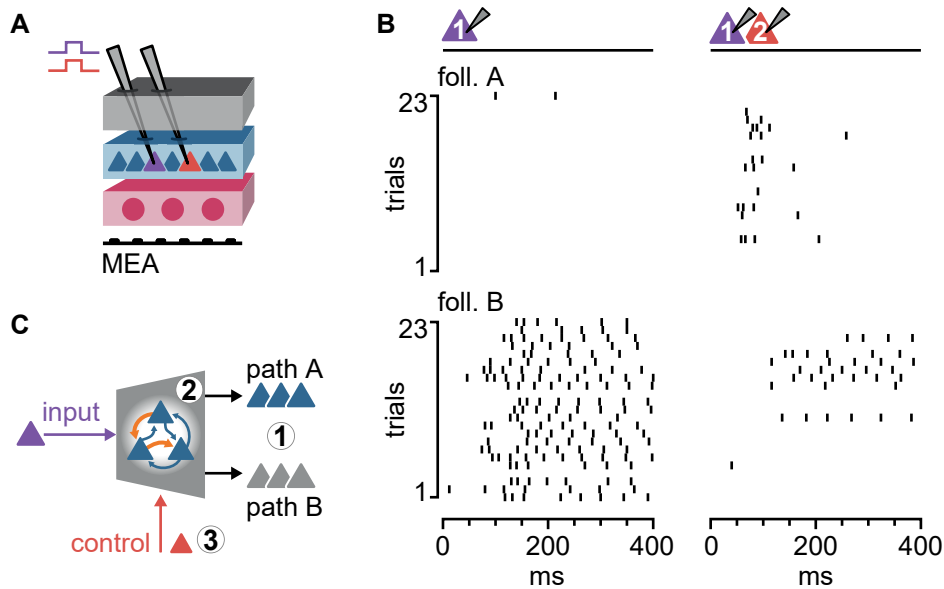 A
MEA
B
1
1 2
foll. A
23
trials
1
foll. B
23
trials
1
0 200 400
ms
0 200 400
ms
C
input
2
path A
1
path B
control 3